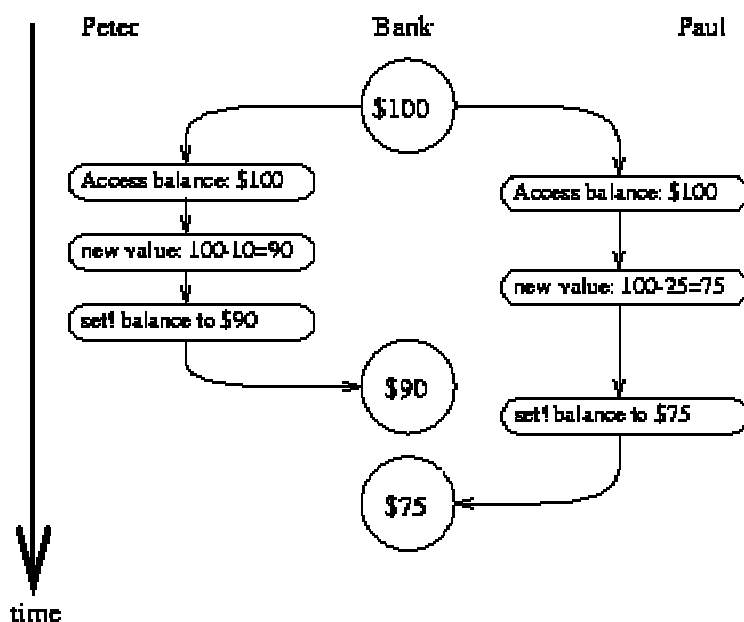 Peter Bank Paul
$100
Access balance: $100
Access balance: $100
new value: 100-10=90
new value: 100-25=75
set! balance to $90
$90
set! balance to $75
$75
time